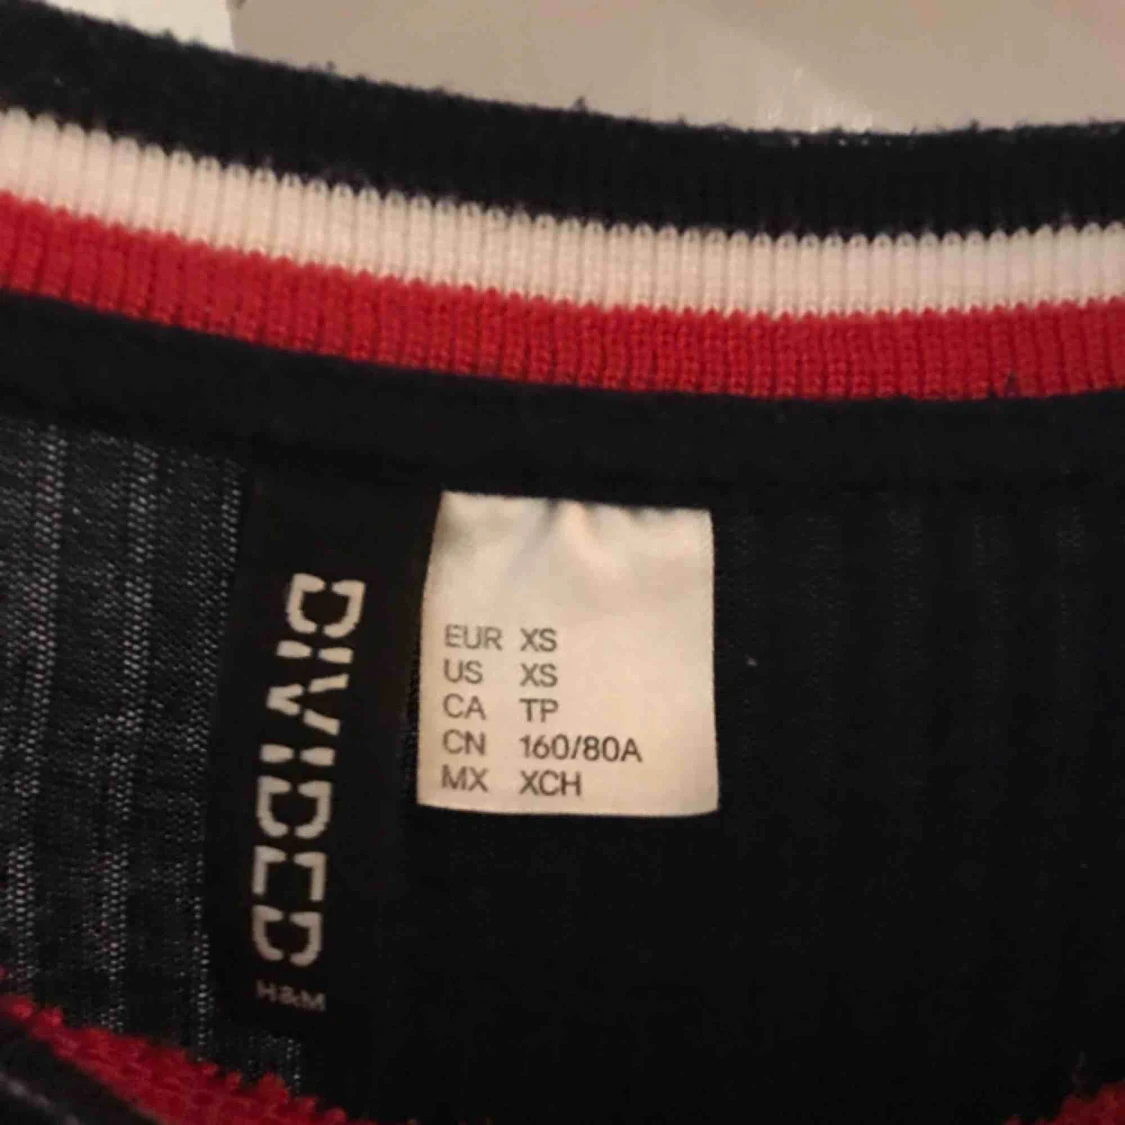 DIVIDED
H&M
EUR XS
US XS
CA TP
CN 160/80A
MX XCH